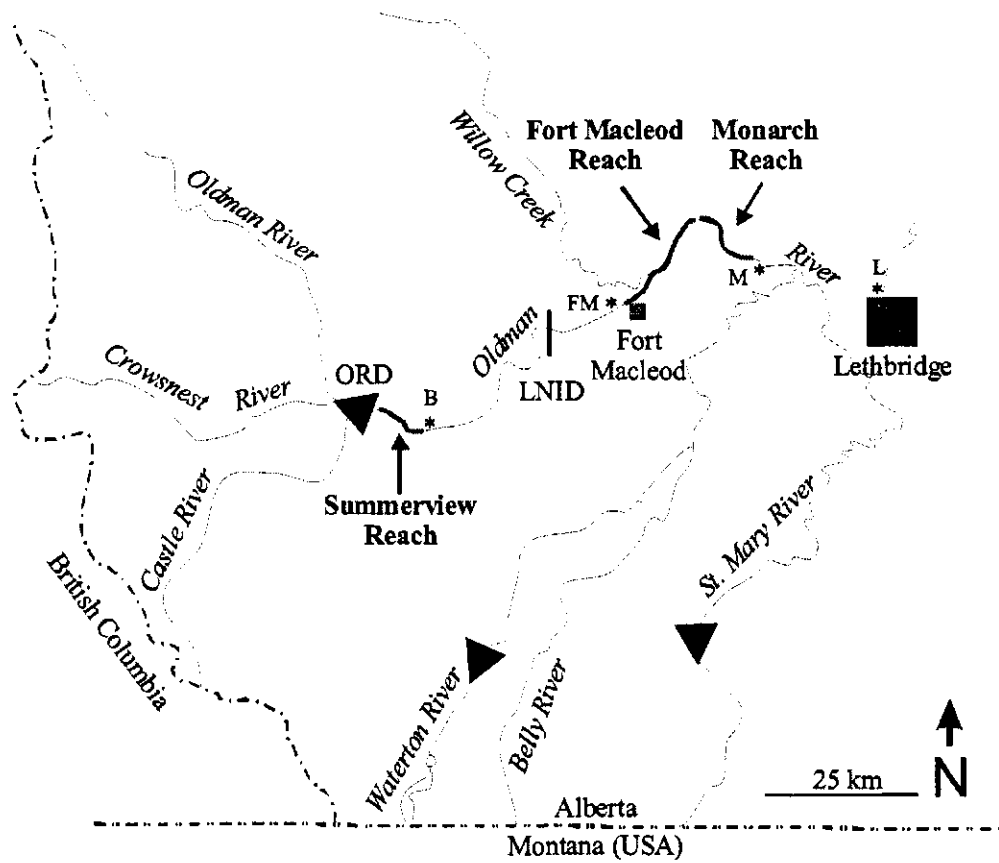 Fort Macleod
Reach
Monarch
Reach
Willow Creek
Oldman River
River
L
M
FM
Fort
Macleod
Lethbridge
Oldman
LNID
Crowsnest
River
ORD
B
Summerview
Reach
Castle River
St. Mary River
British Columbia
Waterton River
Belly River
25 km
N
Alberta
Montana (USA)